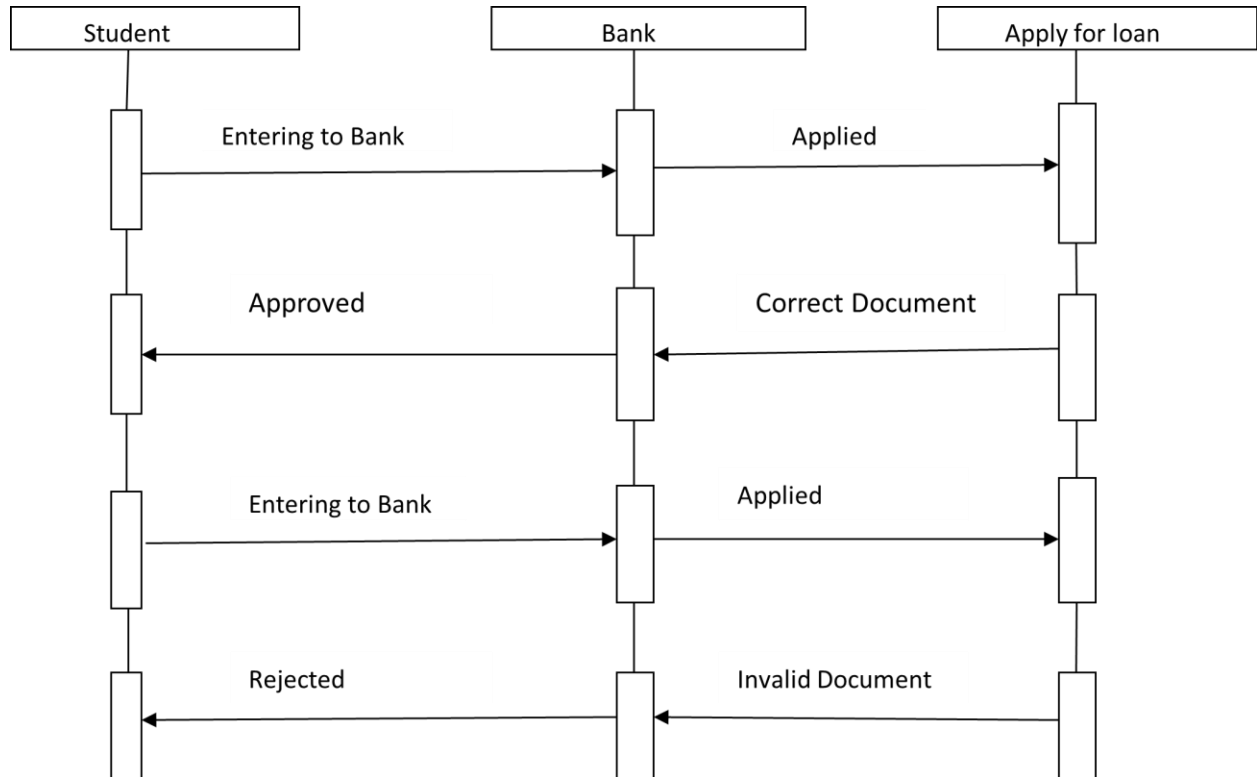 Student
Bank
Apply for loan
Entering to Bank
Applied
Approved
Correct Document
Entering to Bank
Applied
Rejected
Invalid Document